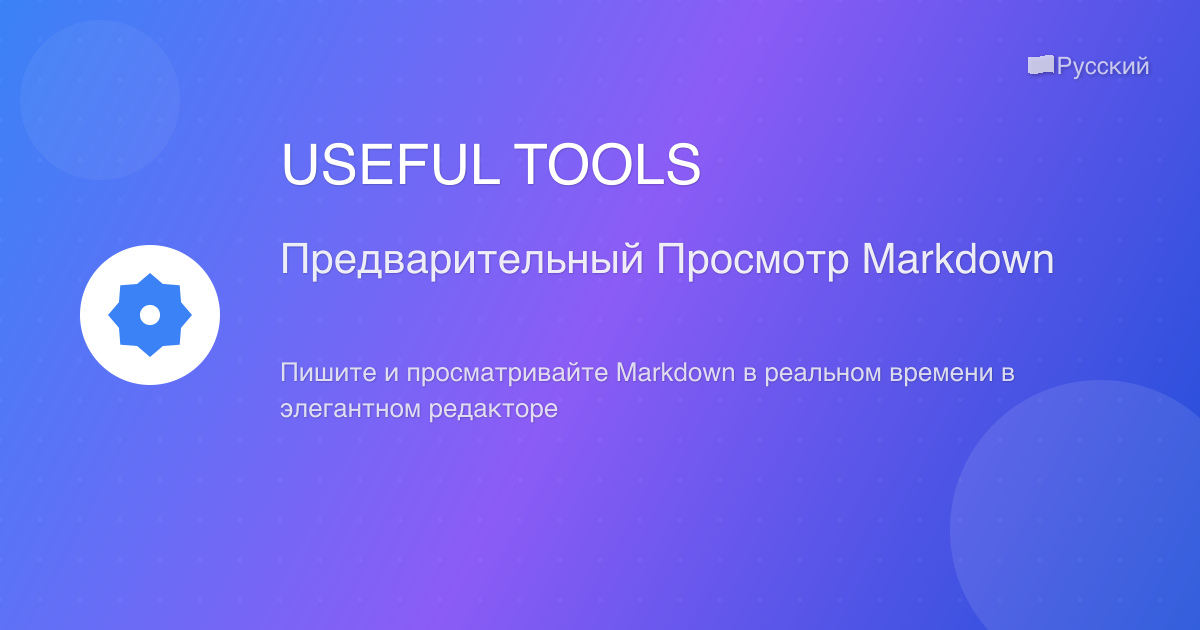 Русский
USEFUL TOOLS
Предварительный Просмотр Markdown
Пишите и просматривайте Markdown в реальном времени в
элегантном редакторе